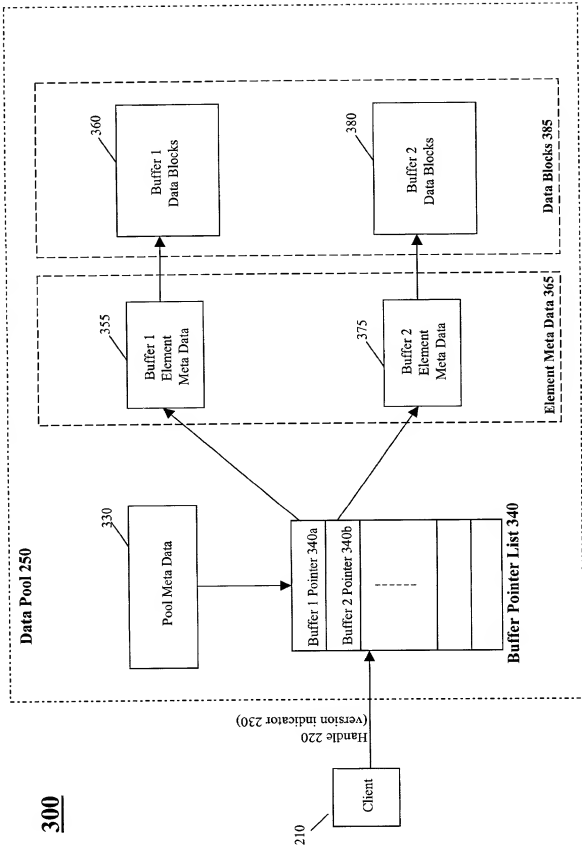 300
Data Pool 250
210
Client
Handle 220
(version indicator 230)
330
Pool Meta Data
Buffer 1 Pointer 340a
Buffer 2 Pointer 340b
Buffer Pointer List 340
355
Buffer 1
Element
Meta Data
375
Buffer 2
Element
Meta Data
Element Meta Data 365
360
Buffer 1
Data Blocks
380
Buffer 2
Data Blocks
Data Blocks 385